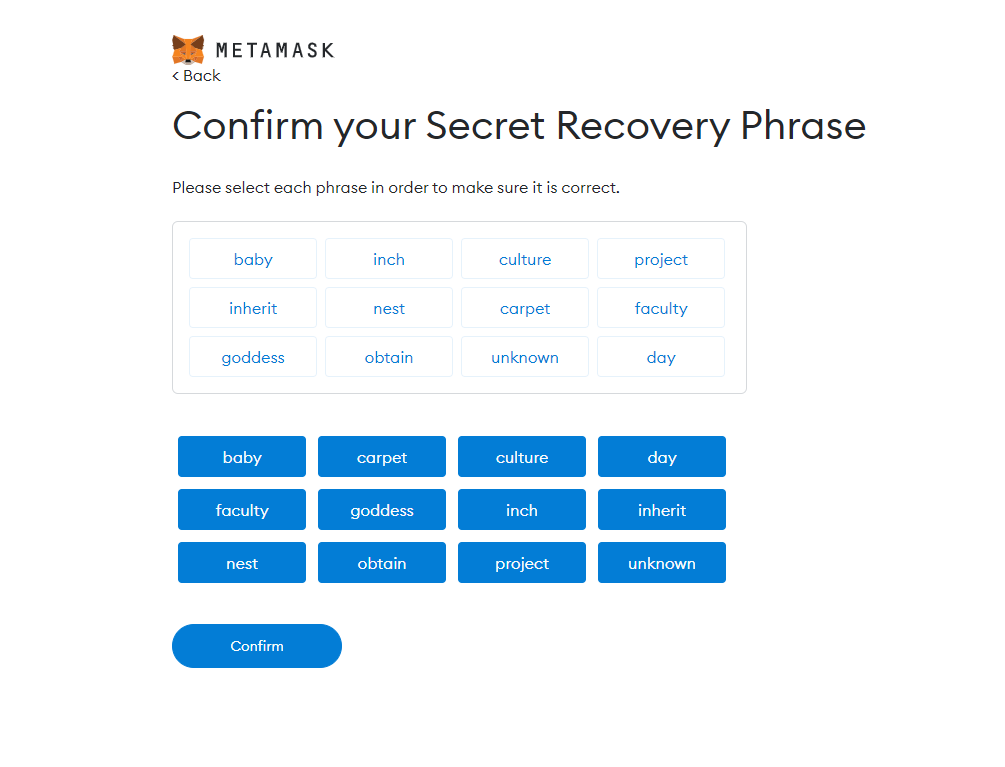 METAMASK
< Back
Confirm your Secret Recovery Phrase
Please select each phrase in order to make sure it is correct.
baby inch culture project
inherit nest carpet faculty
goddess obtain unknown day
baby carpet culture day
faculty goddess inch inherit
nest obtain project unknown
Confirm